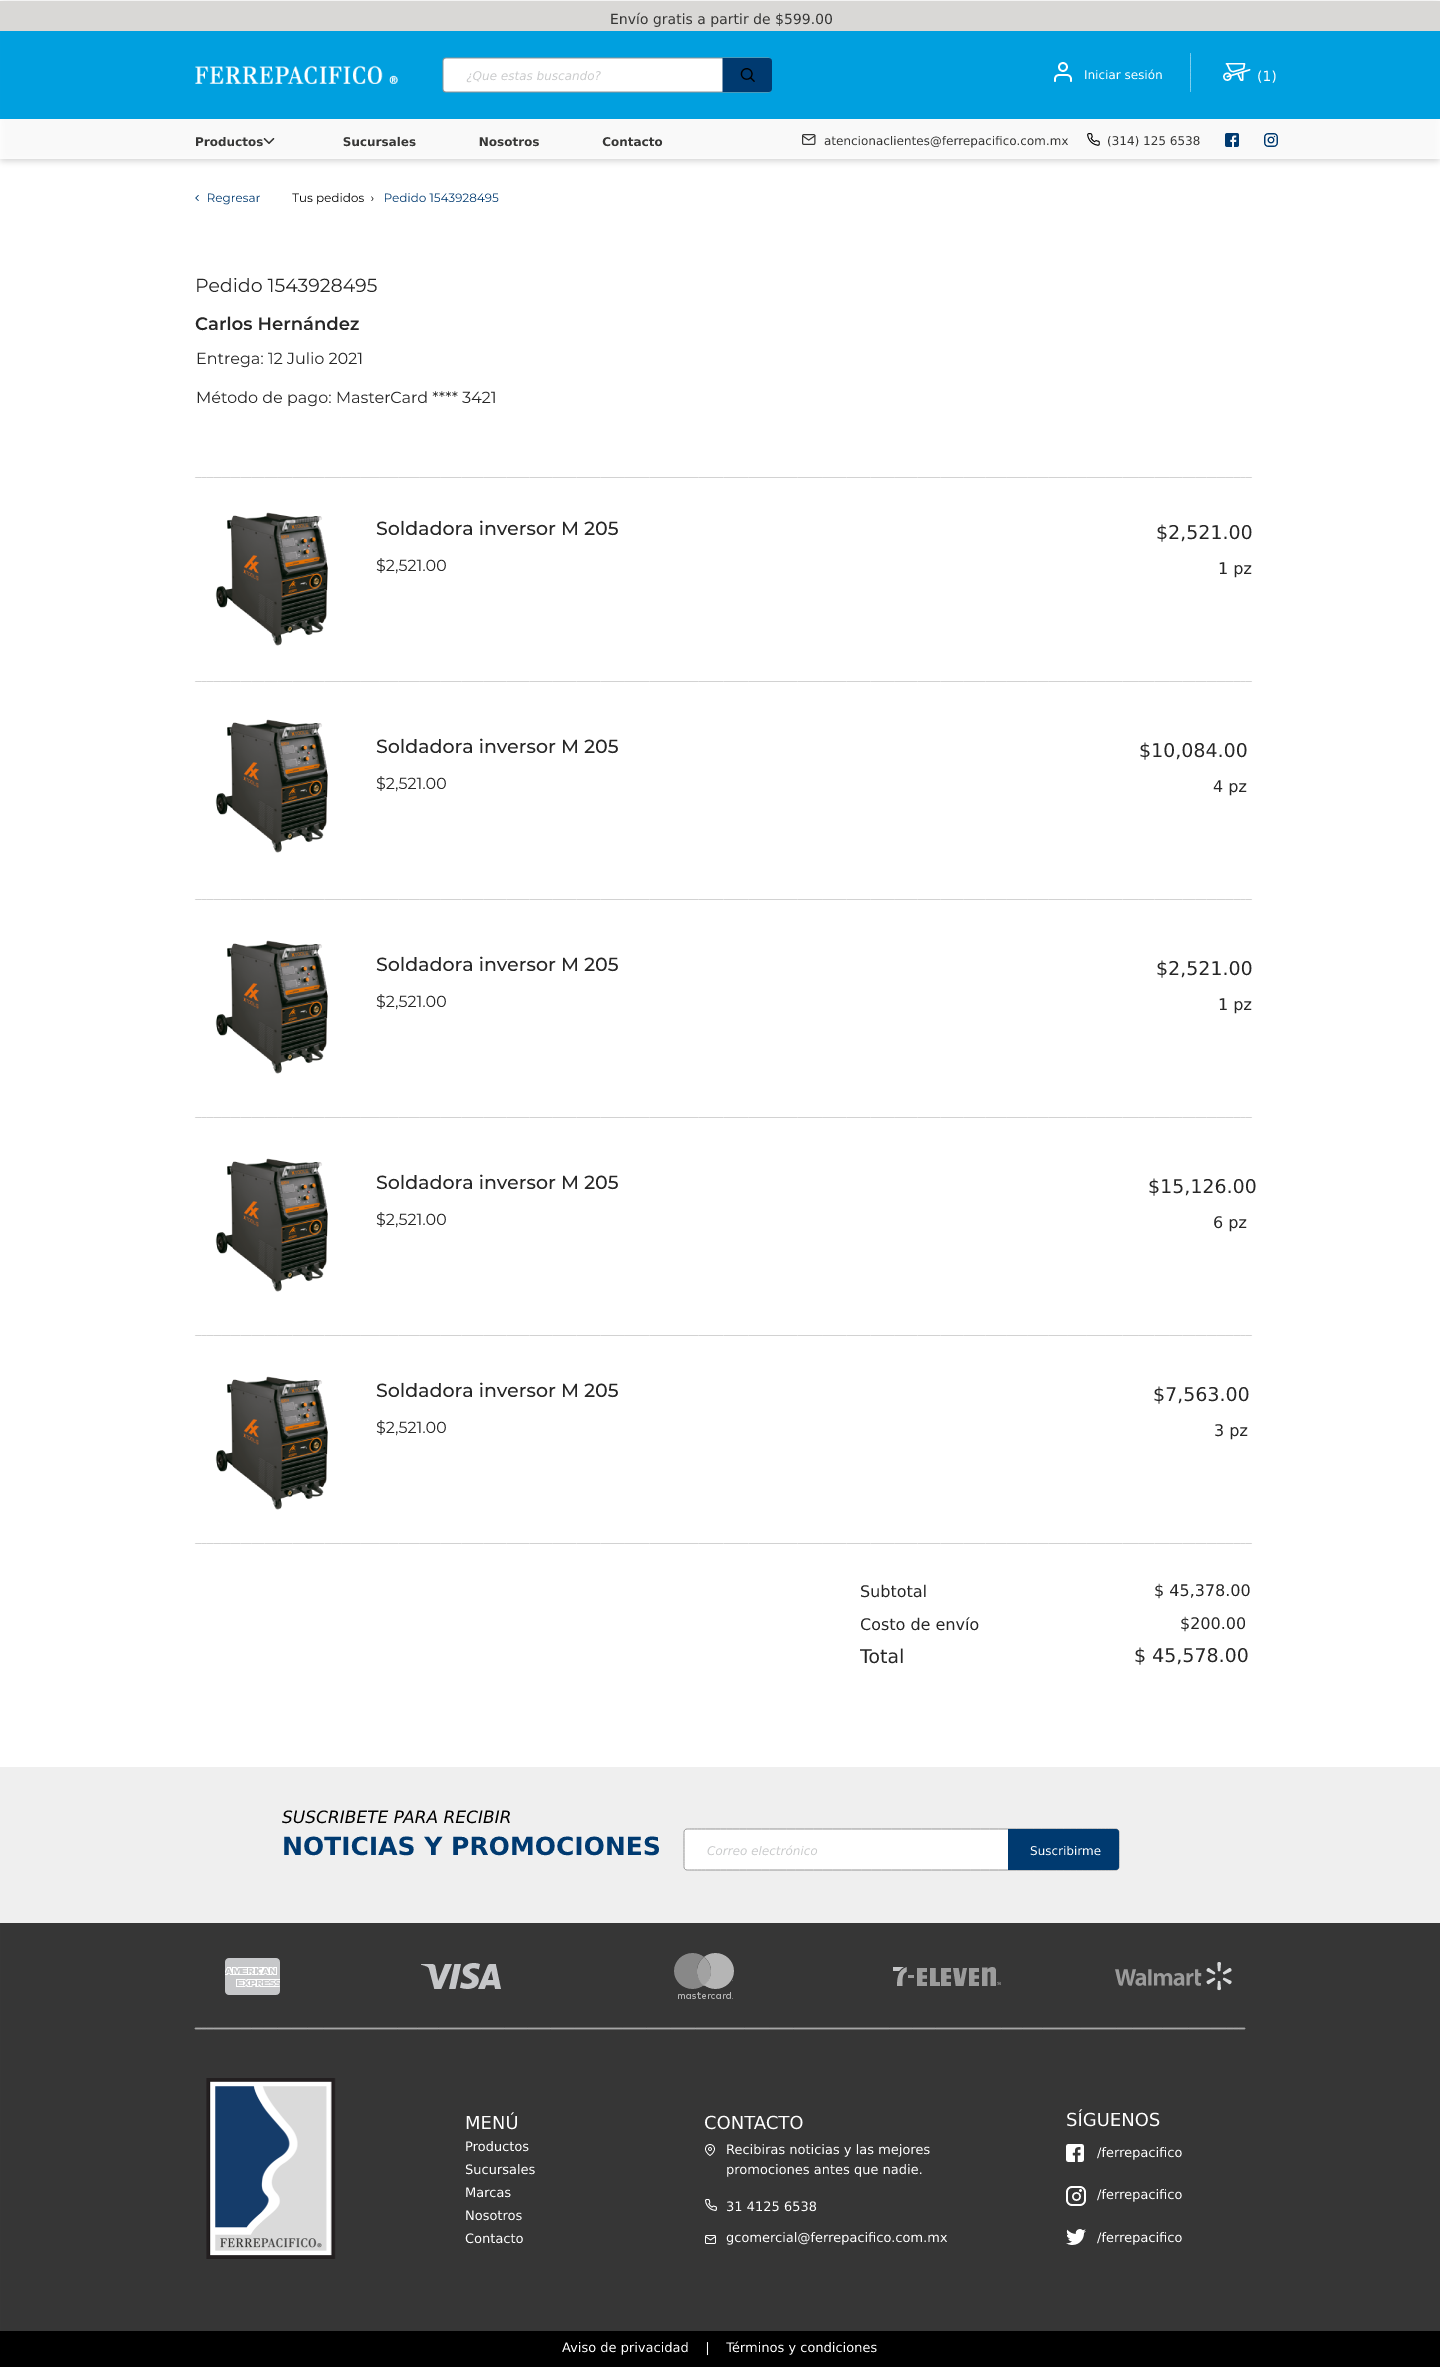 Envío gratis a partir de $599.00
FERREPACIFICO ®
¿Que estas buscando?
Iniciar sesión
(1)
Productos
Sucursales
Nosotros
Contacto
atencionaclientes@ferrepacifico.com.mx
(314) 125 6538
‹ Regresar
Tus pedidos › Pedido 1543928495
Pedido 1543928495
Carlos Hernández
Entrega: 12 Julio 2021
Método de pago: MasterCard **** 3421
Soldadora inversor M 205
$2,521.00
$2,521.00
1 pz
Soldadora inversor M 205
$10,084.00
$2,521.00
4 pz
Soldadora inversor M 205
$2,521.00
$2,521.00
1 pz
Soldadora inversor M 205
$15,126.00
$2,521.00
6 pz
Soldadora inversor M 205
$7,563.00
$2,521.00
3 pz
Subtotal $ 45,378.00
Costo de envío $200.00
Total $ 45,578.00
SUSCRIBETE PARA RECIBIR
NOTICIAS Y PROMOCIONES
Correo electrónico
Suscribirme
AMERICAN
EXPRESS
VISA
mastercard.
7-ELEVEN
Walmart
FERREPACIFICO®
MENÚ
Productos
Sucursales
Marcas
Nosotros
Contacto
CONTACTO
Recibiras noticias y las mejores
promociones antes que nadie.
31 4125 6538
gcomercial@ferrepacifico.com.mx
SÍGUENOS
/ferrepacifico
/ferrepacifico
/ferrepacifico
Aviso de privacidad | Términos y condiciones